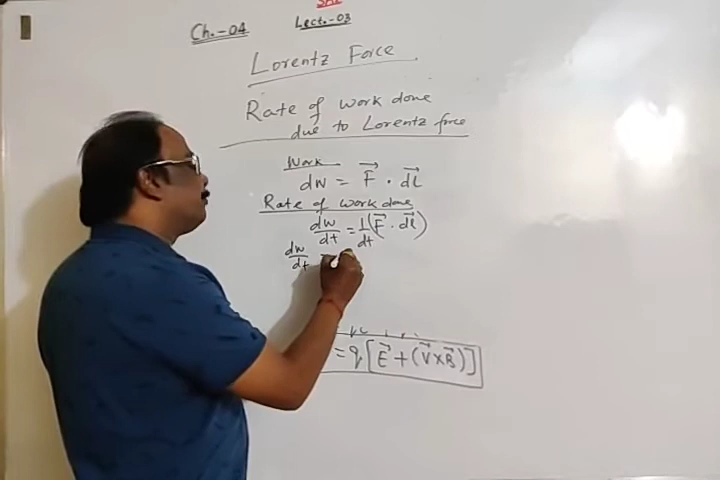 Ch.-04 Lect.-03
Lorentz Force
Rate of work done
due to Lorentz force
Work
dw = F⃗ . dl⃗
Rate of work done
dw/dt = 1/dt (F⃗ . dl⃗)
dw/dt =
= q[E⃗ + (V⃗ × B⃗)]